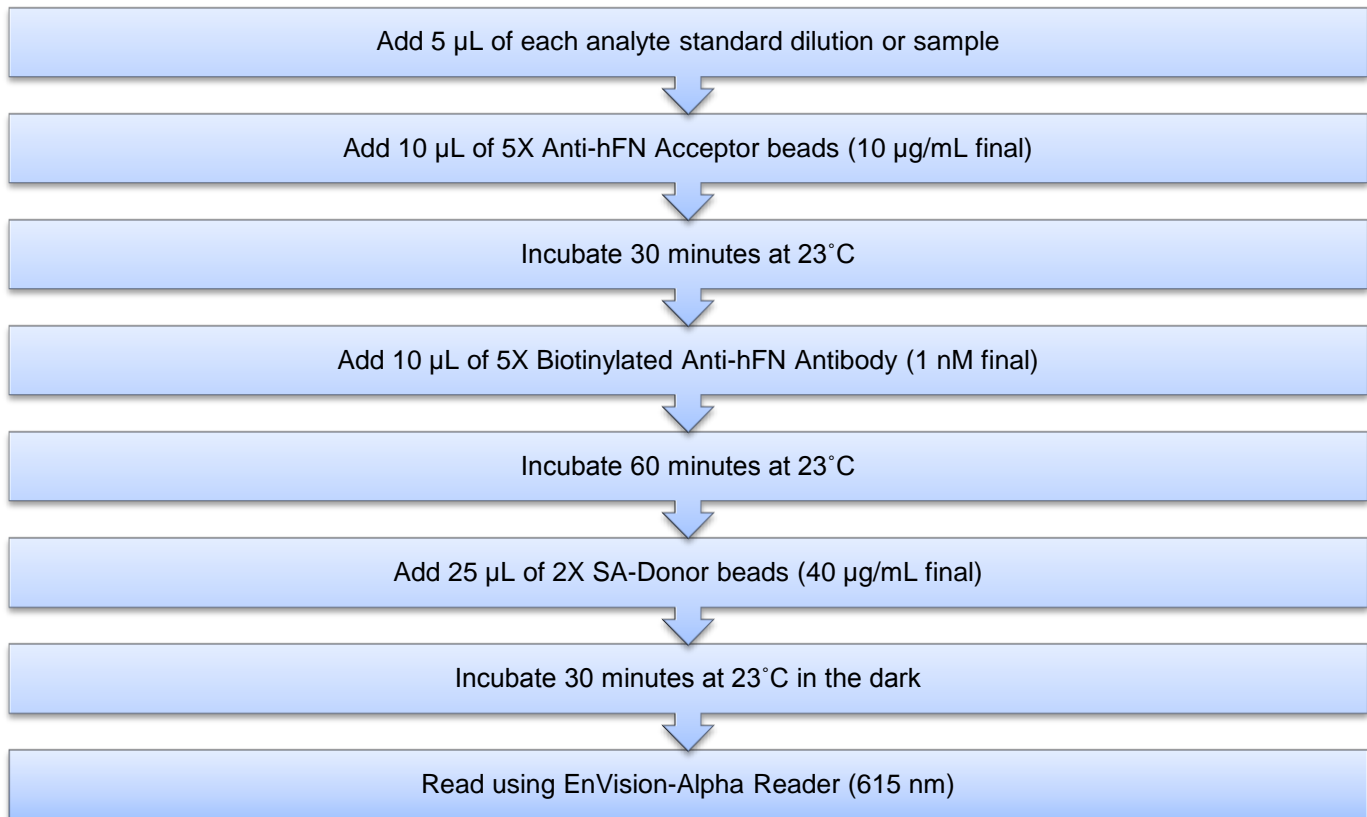 Add 5 µL of each analyte standard dilution or sample
Add 10 µL of 5X Anti-hFN Acceptor beads (10 µg/mL final)
Incubate 30 minutes at 23˚C
Add 10 µL of 5X Biotinylated Anti-hFN Antibody (1 nM final)
Incubate 60 minutes at 23˚C
Add 25 µL of 2X SA-Donor beads (40 µg/mL final)
Incubate 30 minutes at 23˚C in the dark
Read using EnVision-Alpha Reader (615 nm)